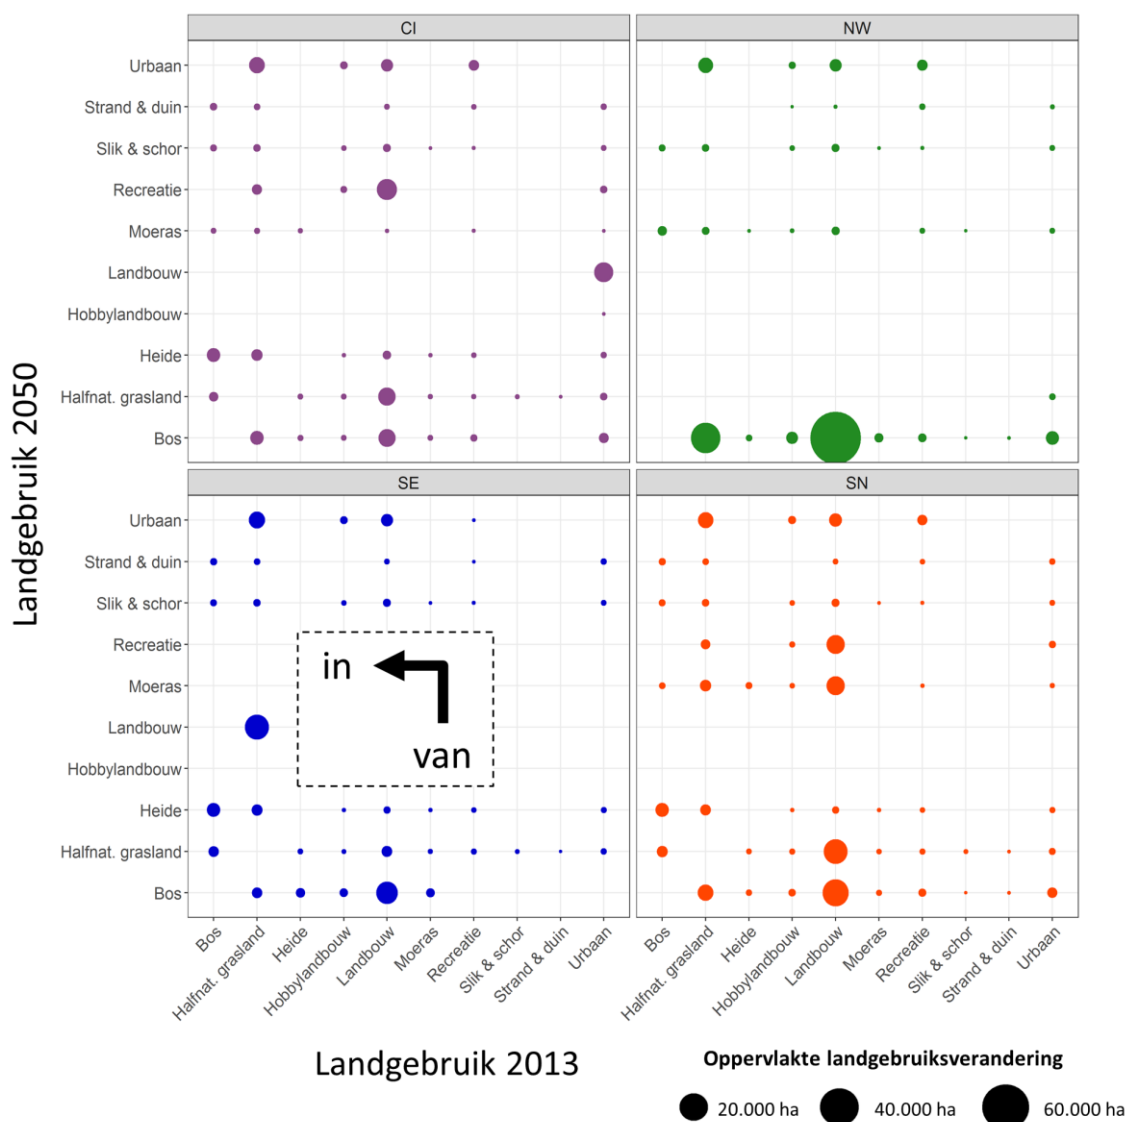 CI
NW
Urbaan
Strand & duin
Slik & schor
Recreatie
Moeras
Landbouw
Hobbylandbouw
Heide
Halfnat. grasland
Bos
Landgebruik 2050
SE
SN
Urbaan
Strand & duin
Slik & schor
Recreatie
Moeras
Landbouw
Hobbylandbouw
Heide
Halfnat. grasland
Bos
in
van
Bos
Halfnat. grasland
Heide
Hobbylandbouw
Landbouw
Moeras
Recreatie
Slik & schor
Strand & duin
Urbaan
Bos
Halfnat. grasland
Heide
Hobbylandbouw
Landbouw
Moeras
Recreatie
Slik & schor
Strand & duin
Urbaan
Landgebruik 2013
Oppervlakte landgebruiksverandering
20.000 ha
40.000 ha
60.000 ha